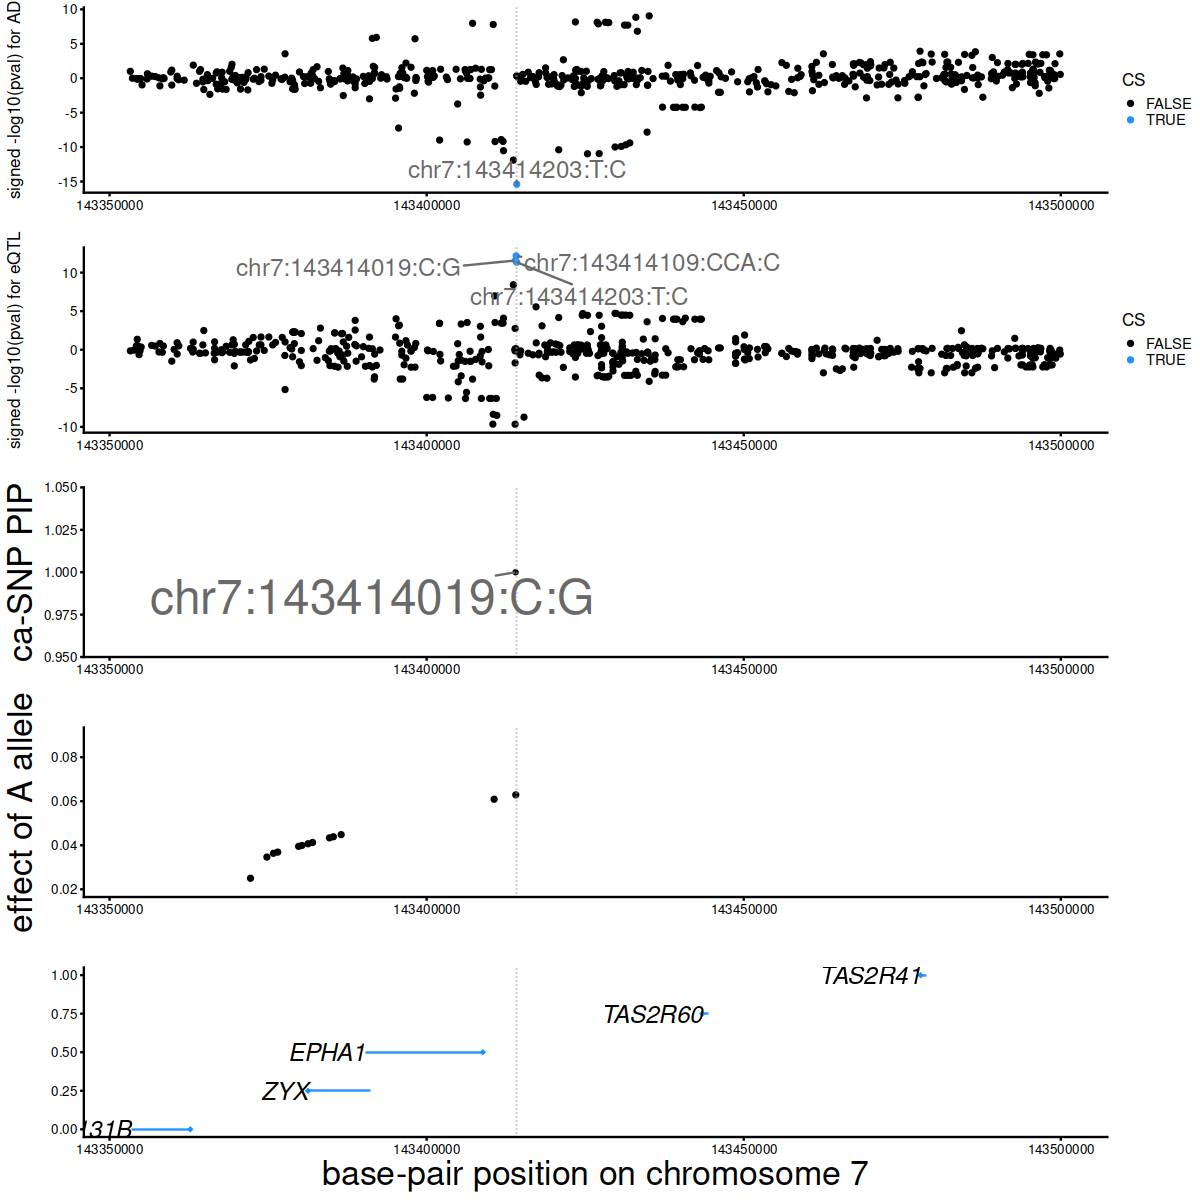 signed -log10(pval) for AD
10
5
0
-5
-10
-15
chr7:143414203:T:C
143350000 143400000 143450000 143500000
CS
FALSE
TRUE
signed -log10(pval) for eQTL
10
5
0
-5
-10
chr7:143414019:C:G
chr7:143414109:CCA:C
chr7:143414203:T:C
143350000 143400000 143450000 143500000
CS
FALSE
TRUE
ca-SNP PIP
1.050
1.025
1.000
0.975
0.950
chr7:143414019:C:G
143350000 143400000 143450000 143500000
effect of A allele
0.08
0.06
0.04
0.02
143350000 143400000 143450000 143500000
1.00
0.75
0.50
0.25
0.00
TAS2R41
TAS2R60
EPHA1
ZYX
131B
143350000 143400000 143450000 143500000
base-pair position on chromosome 7